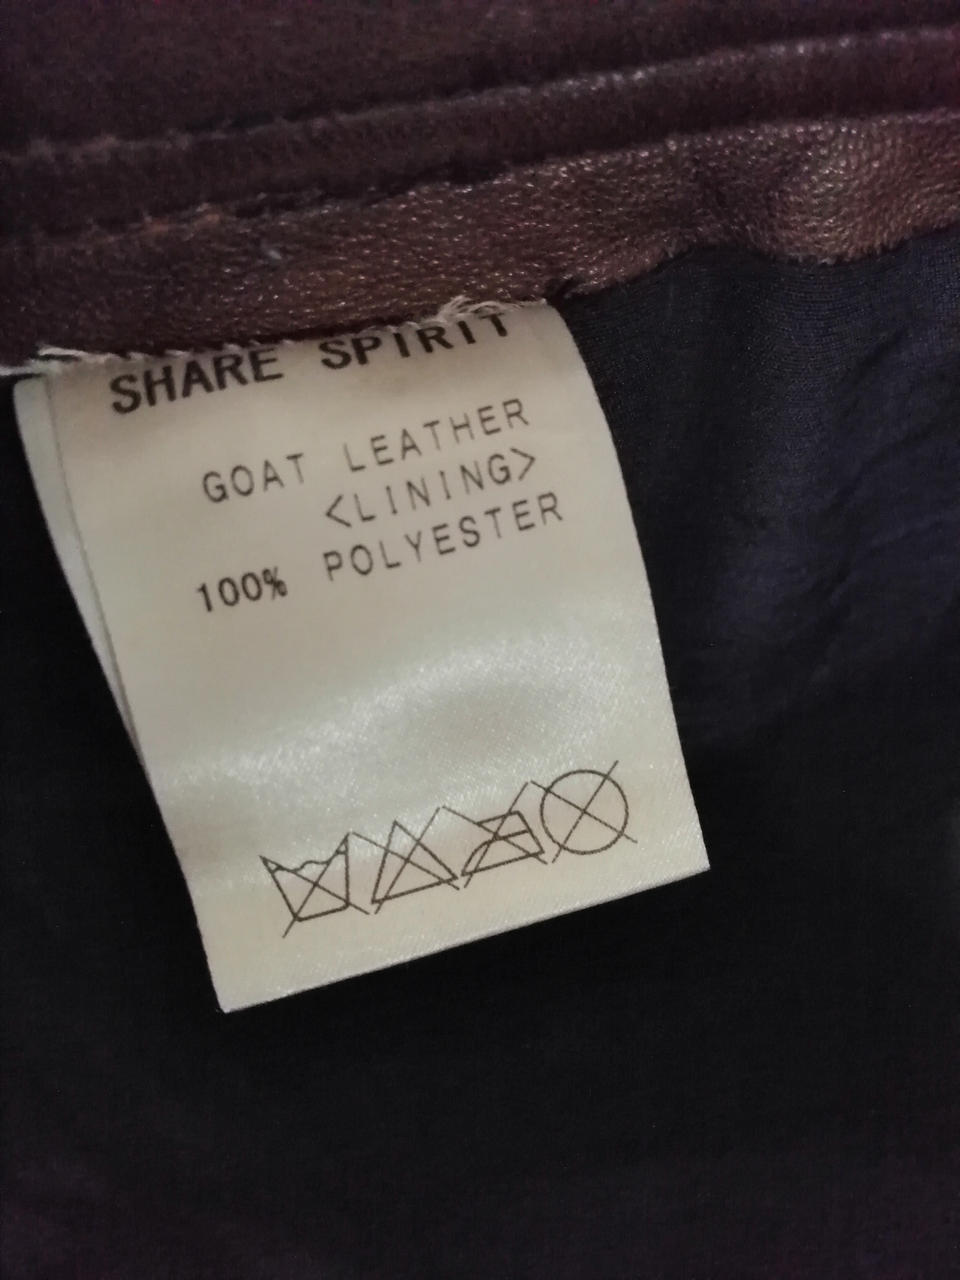 SHARE SPIRIT
GOAT LEATHER
<LINING>
100% POLYESTER